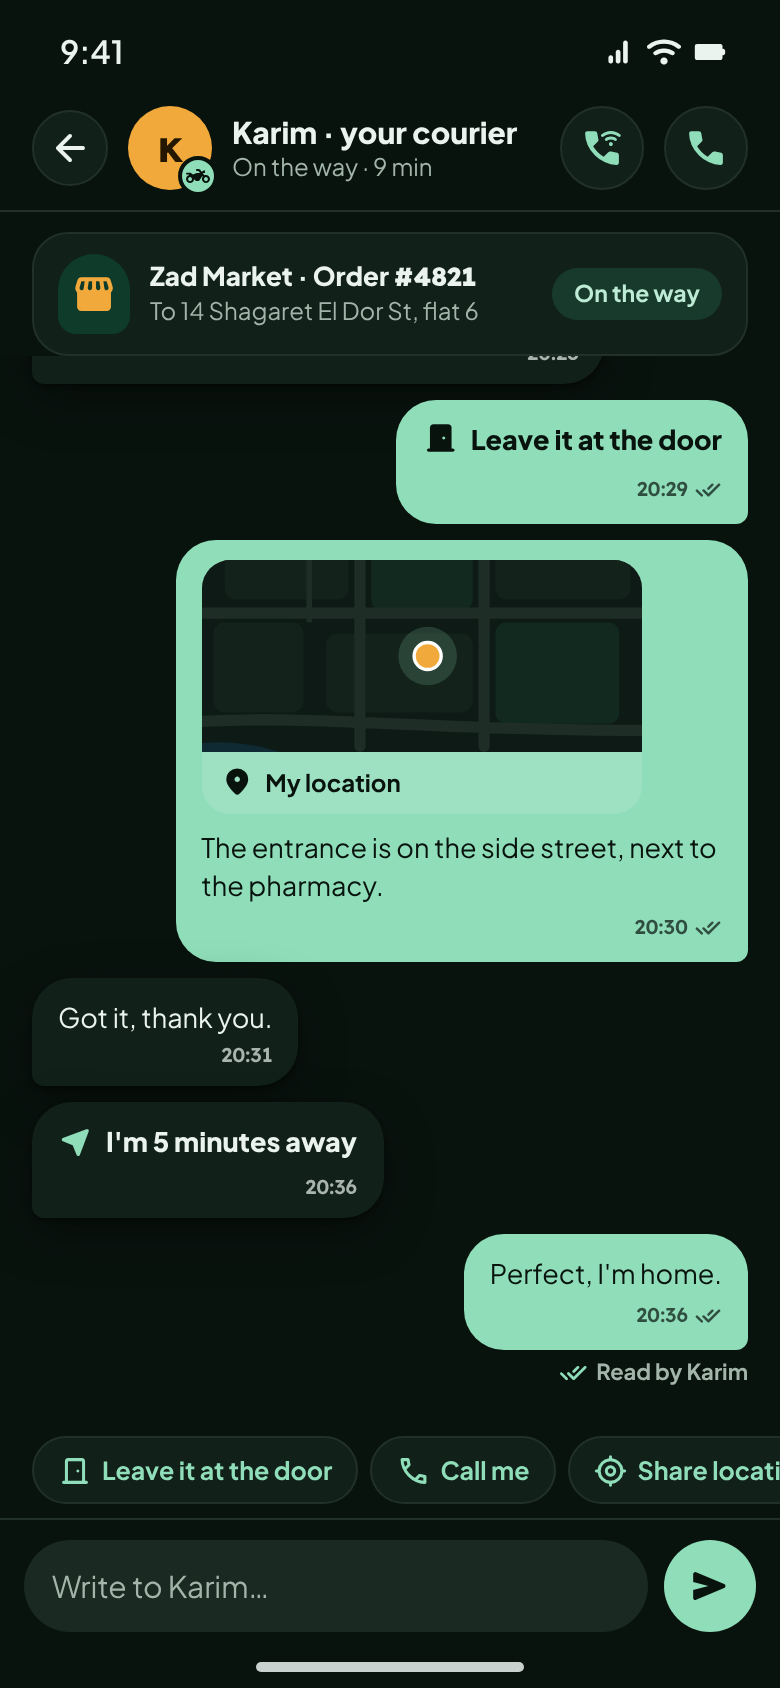 9:41
K
Karim · your courier
On the way · 9 min
Zad Market · Order #4821
To 14 Shagaret El Dor St, flat 6
On the way
Leave it at the door
20:29
My location
The entrance is on the side street, next to
the pharmacy.
20:30
Got it, thank you.
20:31
I'm 5 minutes away
20:36
Perfect, I'm home.
20:36
Read by Karim
Leave it at the door
Call me
Share locati
Write to Karim...